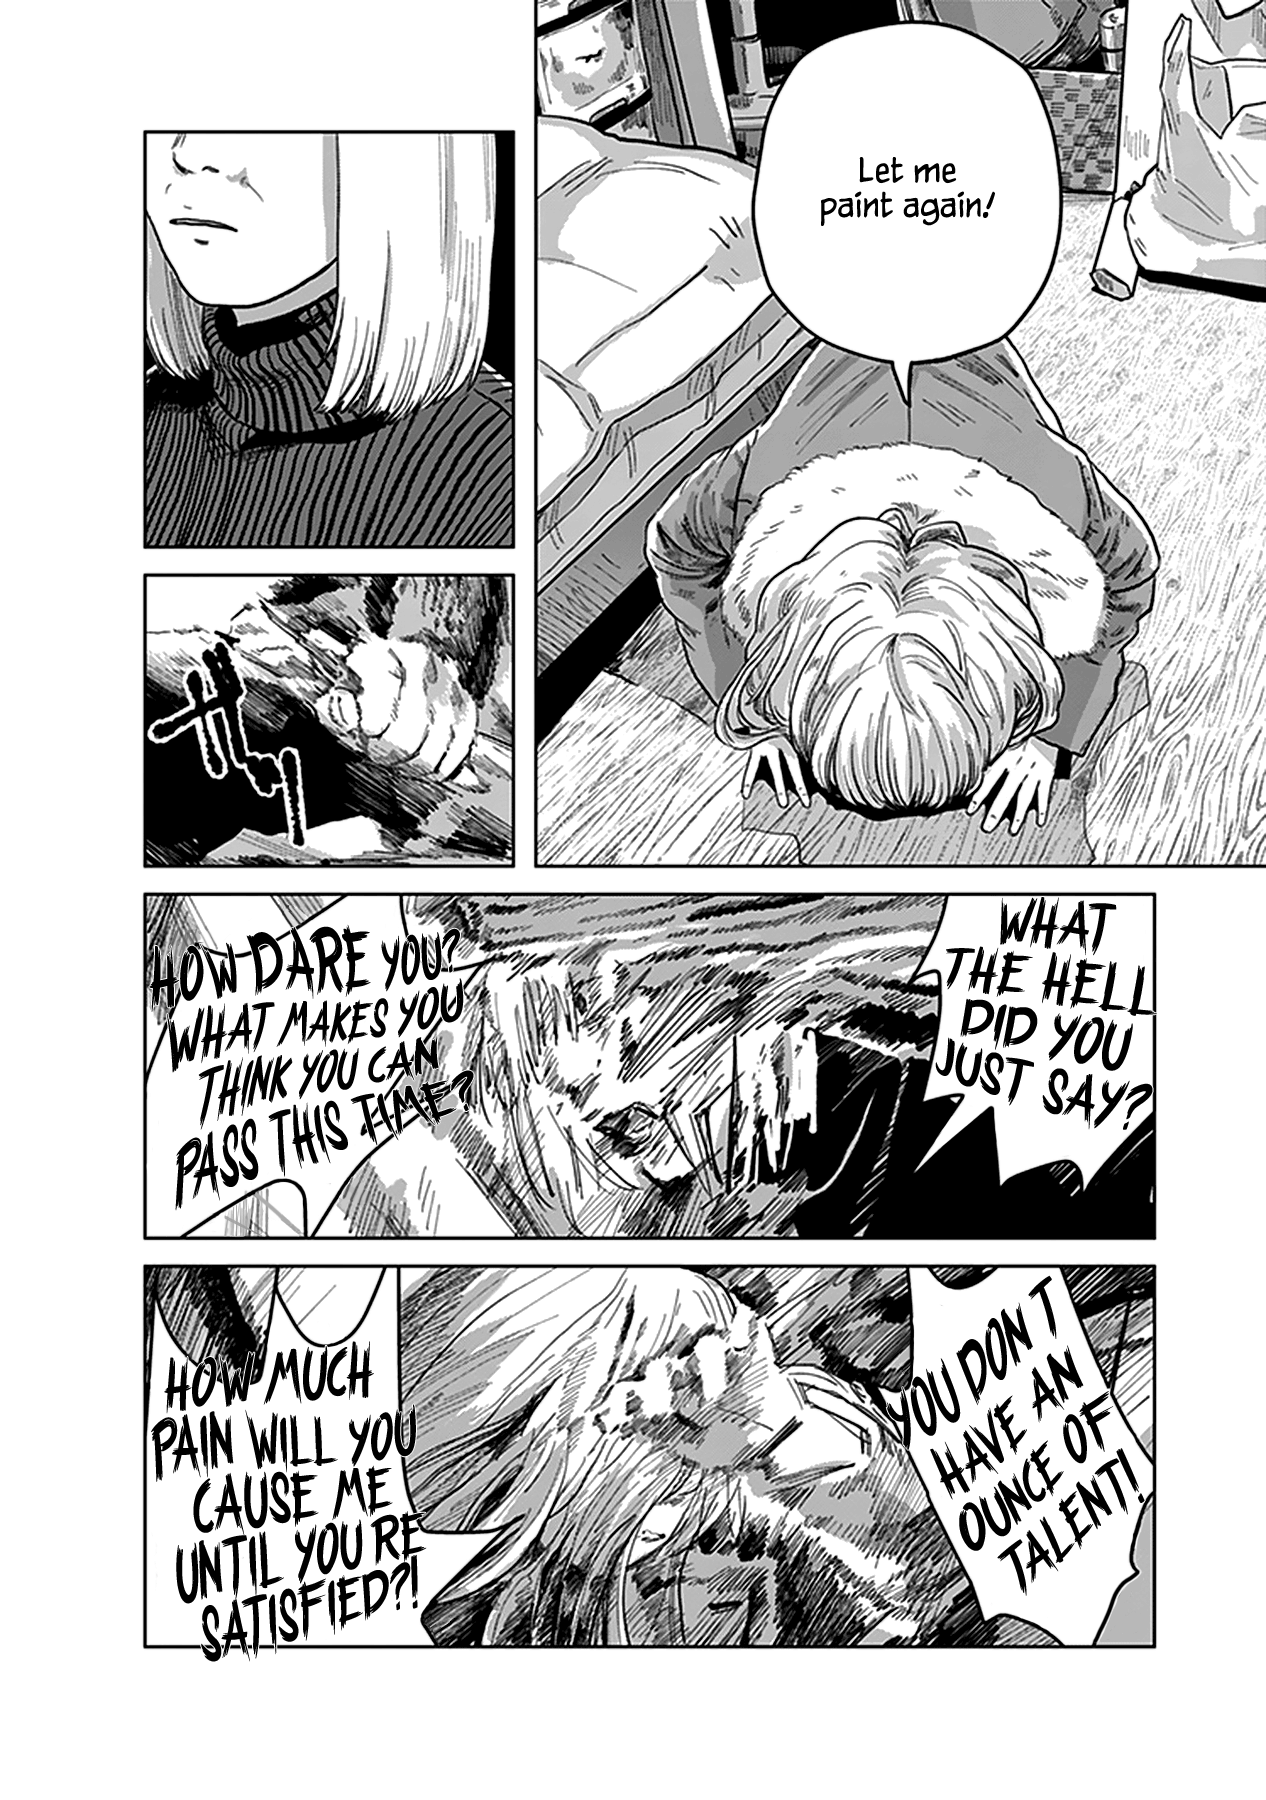 Let me
paint again!
ザッ
WHAT
THE HELL
DID YOU
JUST SAY?
HOW DARE YOU?
WHAT MAKES YOU
THINK YOU CAN
PASS THIS TIME?
YOU DON T
HAVE AN
OUNCE OF
TALENT!
HOW MUCH
PAIN WILL YOU
CAUSE ME
UNTIL YOU RE
SATISFIED?!